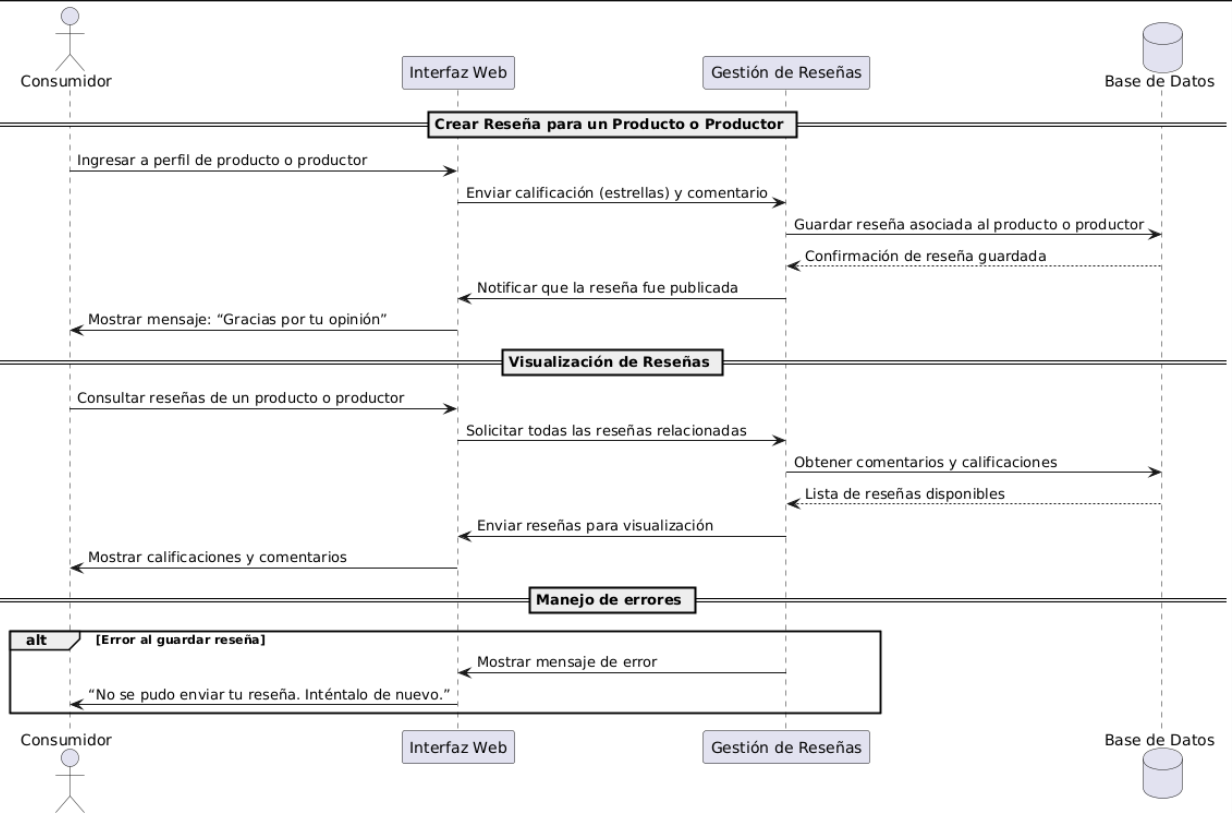 Consumidor
Interfaz Web
Gestión de Reseñas
Base de Datos
Crear Reseña para un Producto o Productor
Ingresar a perfil de producto o productor
Enviar calificación (estrellas) y comentario
Guardar reseña asociada al producto o productor
Confirmación de reseña guardada
Notificar que la reseña fue publicada
Mostrar mensaje: “Gracias por tu opinión”
Visualización de Reseñas
Consultar reseñas de un producto o productor
Solicitar todas las reseñas relacionadas
Obtener comentarios y calificaciones
Lista de reseñas disponibles
Enviar reseñas para visualización
Mostrar calificaciones y comentarios
Manejo de errores
alt
[Error al guardar reseña]
Mostrar mensaje de error
“No se pudo enviar tu reseña. Inténtalo de nuevo.”
Consumidor
Interfaz Web
Gestión de Reseñas
Base de Datos